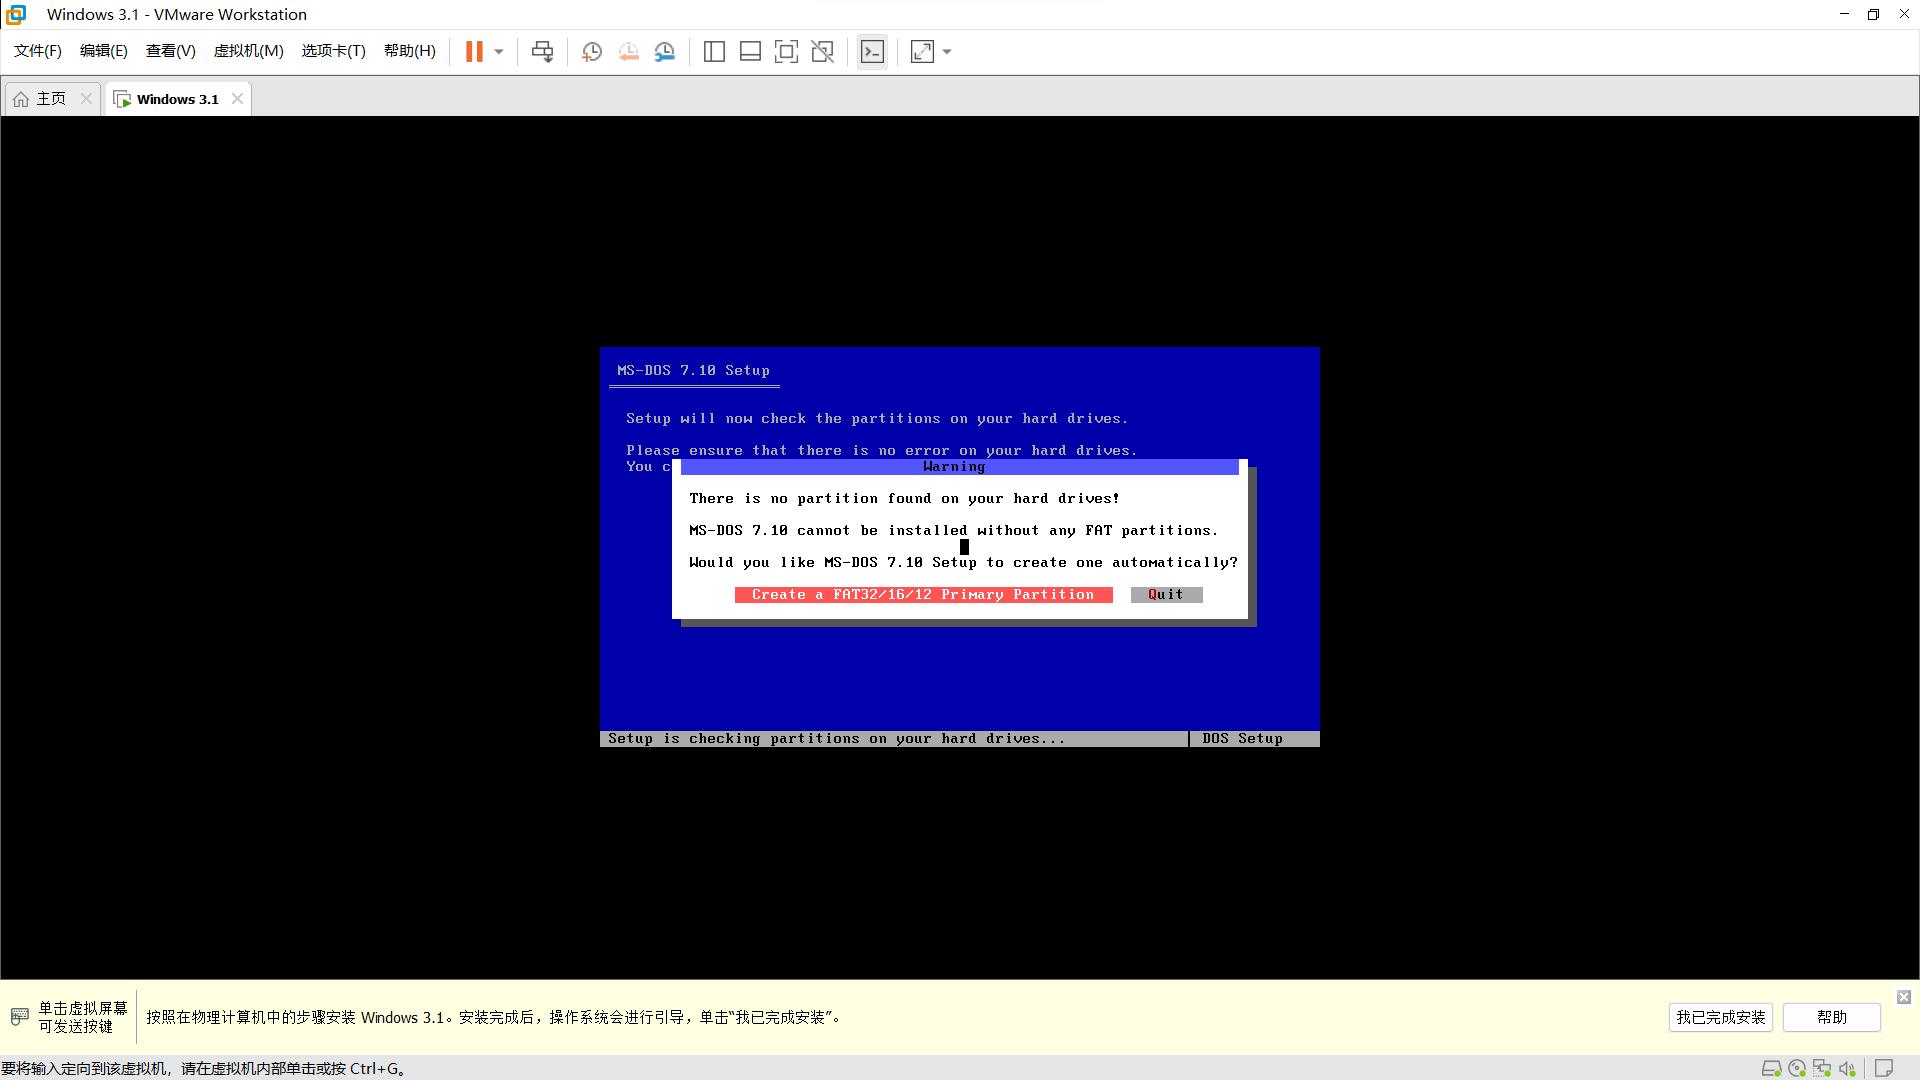 Windows 3.1 - VMware Workstation
文件(F) 编辑(E) 查看(V) 虚拟机(M) 选项卡(T) 帮助(H)
主页 Windows 3.1
MS-DOS 7.10 Setup
Setup will now check the partitions on your hard drives.
Please ensure that there is no error on your hard drives.
You c
Warning
There is no partition found on your hard drives!
MS-DOS 7.10 cannot be installed without any FAT partitions.
Would you like MS-DOS 7.10 Setup to create one automatically?
Create a FAT32/16/12 Primary Partition Quit
Setup is checking partitions on your hard drives... DOS Setup
单击虚拟屏幕
可发送按键
按照在物理计算机中的步骤安装 Windows 3.1。安装完成后，操作系统会进行引导，单击“我已完成安装”。
我已完成安装 帮助
要将输入定向到该虚拟机，请在虚拟机内部单击或按 Ctrl+G。